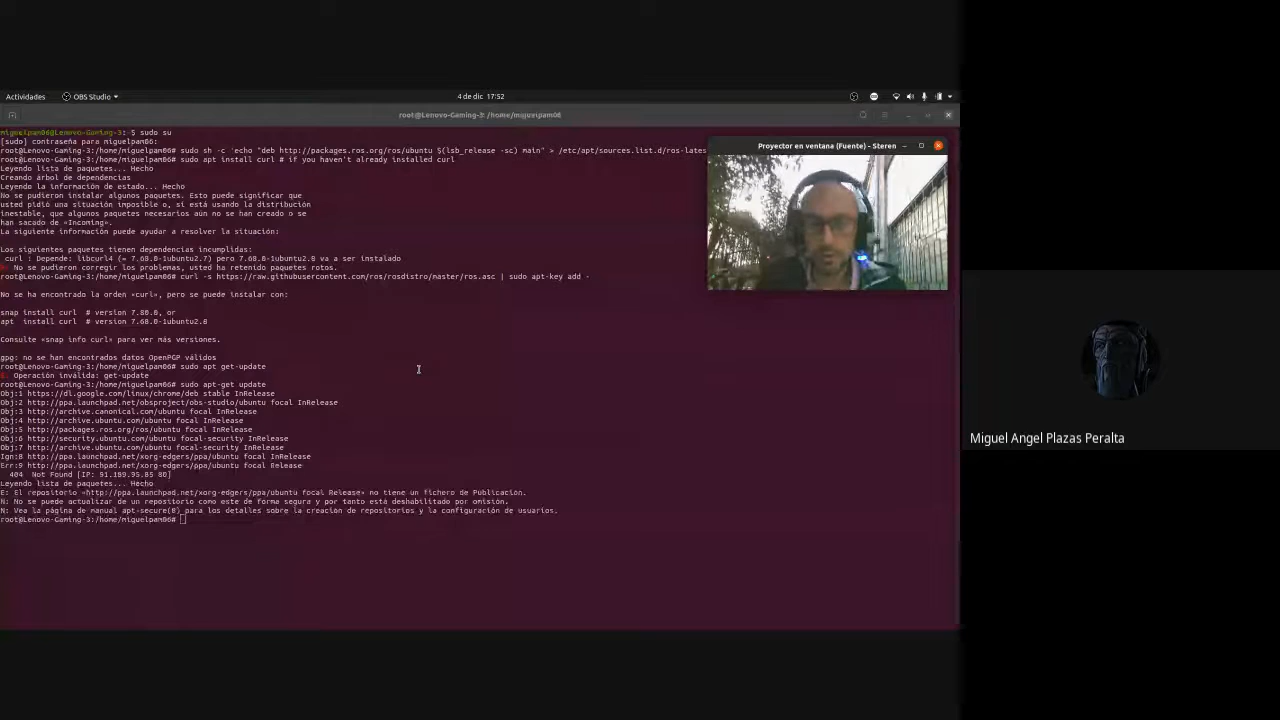 Actividades OBS Studio 4 de dic 17:52
root@Lenovo-Gaming-3: /home/miguelpam06
miguelpam06@Lenovo-Gaming-3:~$ sudo su
[sudo] contraseña para miguelpam06:
root@Lenovo-Gaming-3:/home/miguelpam06# sudo sh -c 'echo "deb http://packages.ros.org/ros/ubuntu $(lsb_release -sc) main" > /etc/apt/sources.list.d/ros-lates
root@Lenovo-Gaming-3:/home/miguelpam06# sudo apt install curl # if you haven't already installed curl
Leyendo lista de paquetes... Hecho
Creando árbol de dependencias
Leyendo la información de estado... Hecho
No se pudieron instalar algunos paquetes. Esto puede significar que
usted pidió una situación imposible o, si está usando la distribución
inestable, que algunos paquetes necesarios aún no se han creado o se
han sacado de «Incoming».
La siguiente información puede ayudar a resolver la situación:
Los siguientes paquetes tienen dependencias incumplidas:
curl : Depende: libcurl4 (= 7.68.0-1ubuntu2.7) pero 7.68.0-1ubuntu2.8 va a ser instalado
E: No se pudieron corregir los problemas, usted ha retenido paquetes rotos.
root@Lenovo-Gaming-3:/home/miguelpam06# curl -s https://raw.githubusercontent.com/ros/rosdistro/master/ros.asc | sudo apt-key add -
No se ha encontrado la orden «curl», pero se puede instalar con:
snap install curl # version 7.80.0, or
apt install curl # version 7.68.0-1ubuntu2.8
Consulte «snap info curl» para ver más versiones.
gpg: no se han encontrados datos OpenPGP válidos
root@Lenovo-Gaming-3:/home/miguelpam06# sudo apt get-update
E: Operación inválida: get-update
root@Lenovo-Gaming-3:/home/miguelpam06# sudo apt-get update
Obj:1 https://dl.google.com/linux/chrome/deb stable InRelease
Obj:2 http://ppa.launchpad.net/obsproject/obs-studio/ubuntu focal InRelease
Obj:3 http://archive.canonical.com/ubuntu focal InRelease
Obj:4 http://archive.ubuntu.com/ubuntu focal InRelease
Obj:5 http://packages.ros.org/ros/ubuntu focal InRelease
Obj:6 http://security.ubuntu.com/ubuntu focal-security InRelease
Obj:7 http://archive.ubuntu.com/ubuntu focal-security InRelease
Ign:8 http://ppa.launchpad.net/xorg-edgers/ppa/ubuntu focal InRelease
Err:9 http://ppa.launchpad.net/xorg-edgers/ppa/ubuntu focal Release
404 Not Found [IP: 91.189.95.85 80]
Leyendo lista de paquetes... Hecho
E: El repositorio «http://ppa.launchpad.net/xorg-edgers/ppa/ubuntu focal Release» no tiene un fichero de Publicación.
N: No se puede actualizar de un repositorio como este de forma segura y por tanto está deshabilitado por omisión.
N: Vea la página de manual apt-secure(8) para los detalles sobre la creación de repositorios y la configuración de usuarios.
root@Lenovo-Gaming-3:/home/miguelpam06#
Proyector en ventana (Fuente) - Steren
Miguel Angel Plazas Peralta